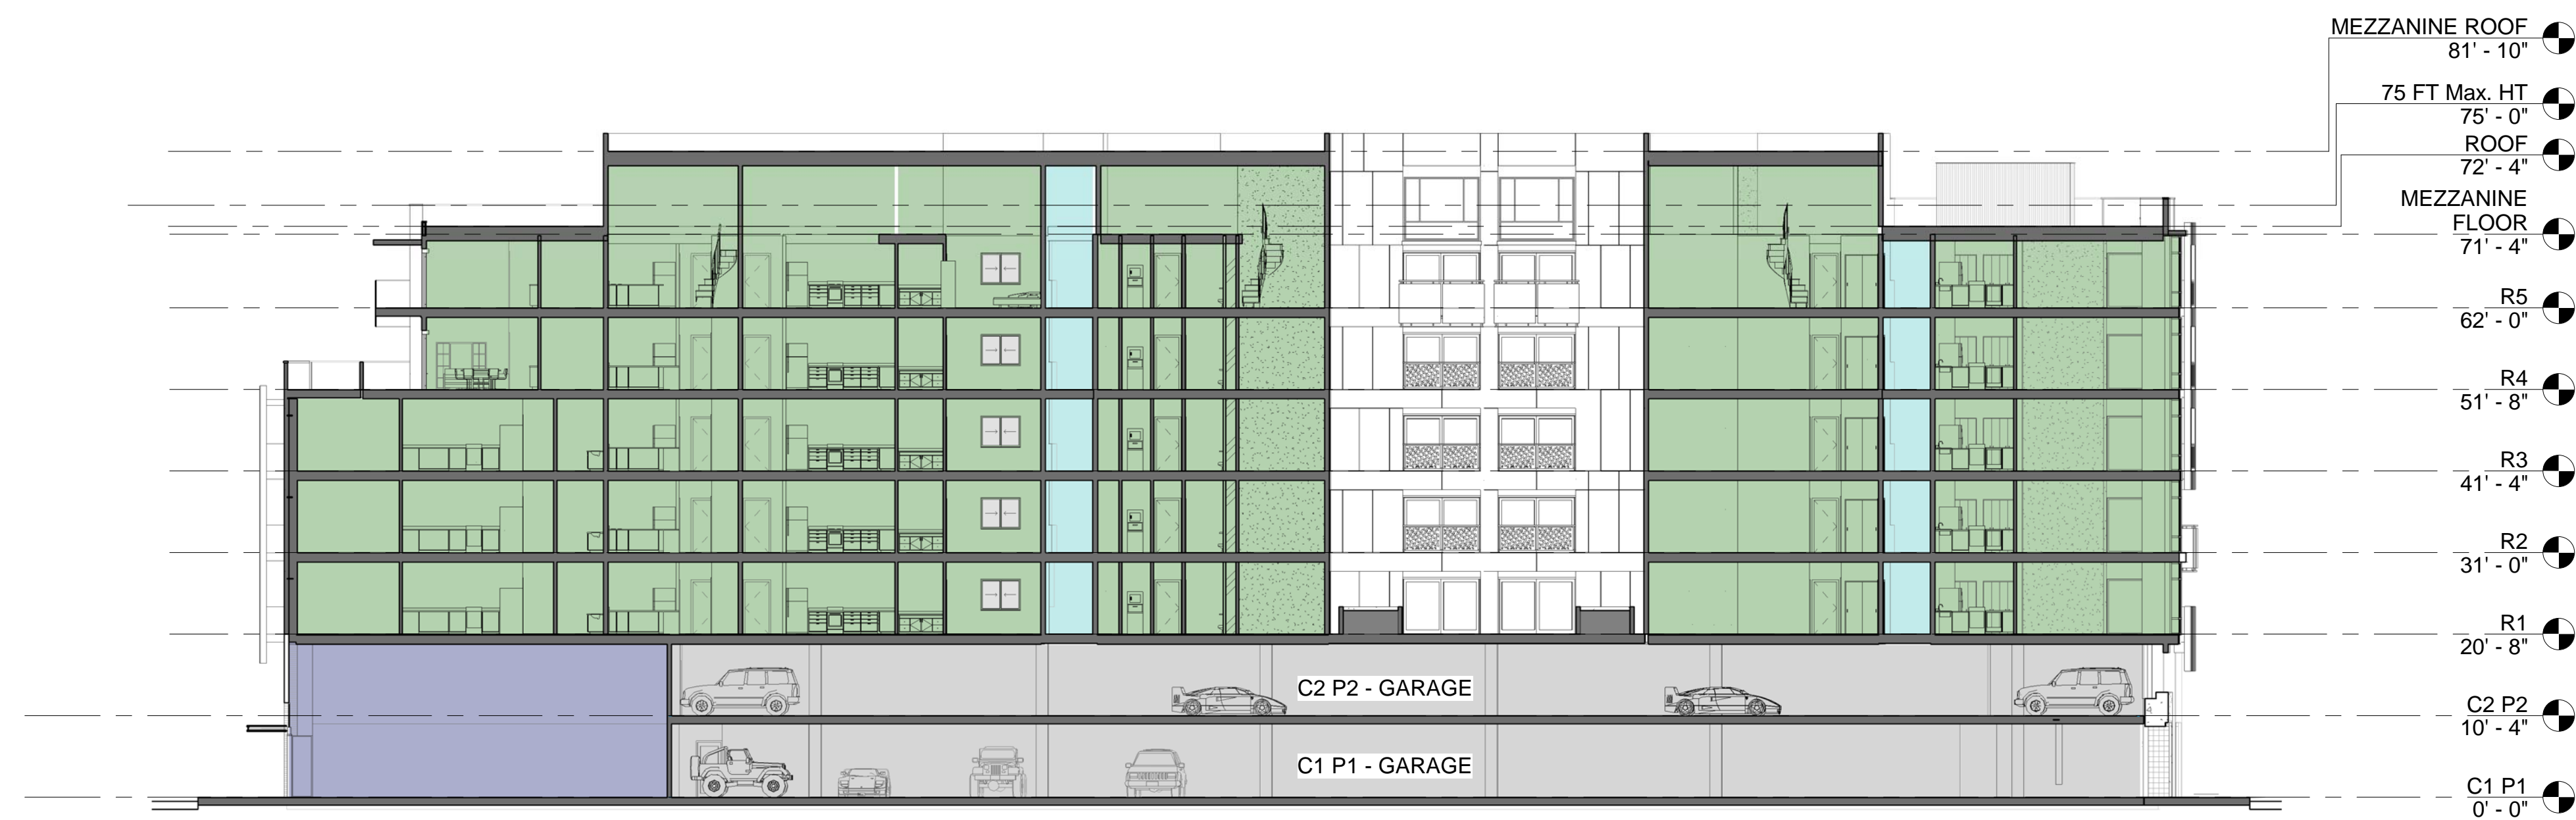 MEZZANINE ROOF
81' - 10"
75 FT Max. HT
75' - 0"
ROOF
72' - 4"
MEZZANINE
FLOOR
71' - 4"
R5
62' - 0"
R4
51' - 8"
R3
41' - 4"
R2
31' - 0"
R1
20' - 8"
C2 P2 - GARAGE
C2 P2
10' - 4"
C1 P1 - GARAGE
C1 P1
0' - 0"